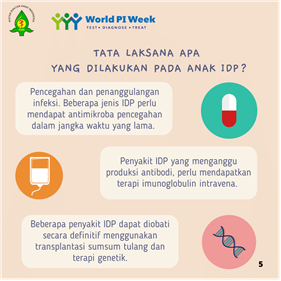 World PI Week
TEST • DIAGNOSE • TREAT
TATA LAKSANA APA
YANG DILAKUKAN PADA ANAK IDP?
Pencegahan dan penanggulangan
infeksi. Beberapa jenis IDP perlu
mendapat antimikroba pencegahan
dalam jangka waktu yang lama.
Penyakit IDP yang menganggu
produksi antibodi, perlu mendapatkan
terapi imunoglobulin intravena.
Beberapa penyakit IDP dapat diobati
secara definitif menggunakan
transplantasi sumsum tulang dan
terapi genetik.
5